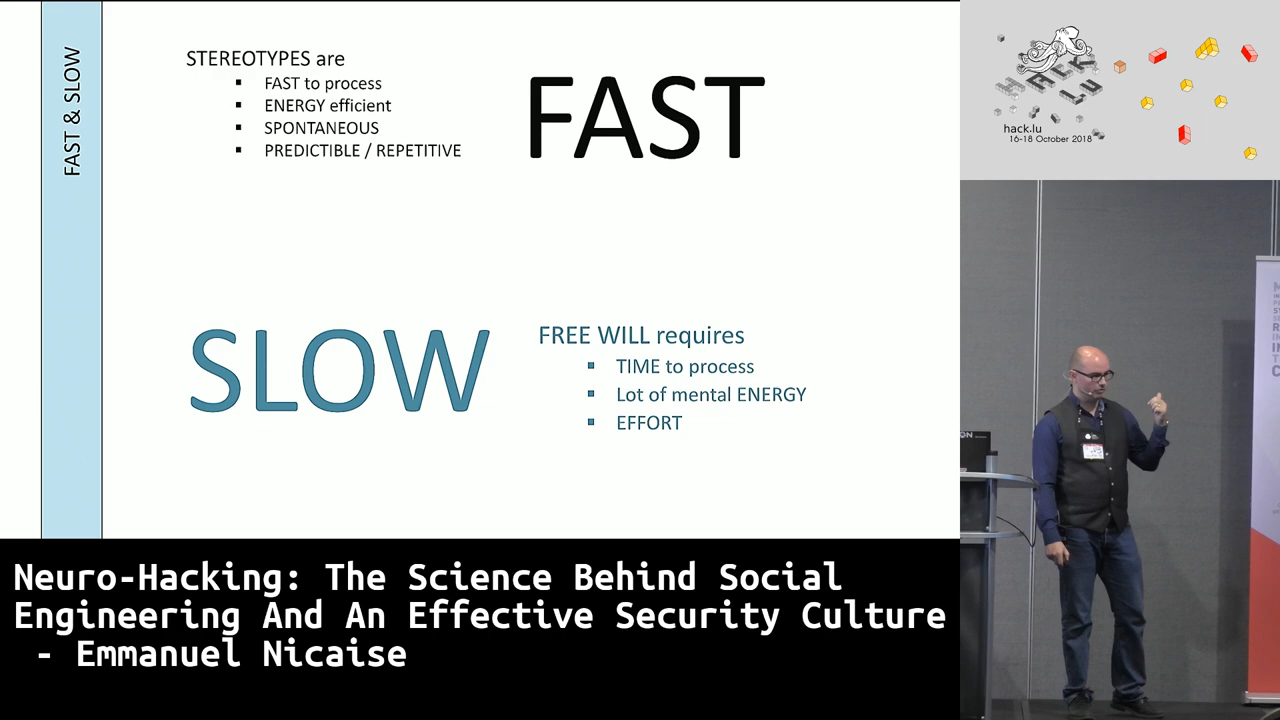 FAST & SLOW
STEREOTYPES are
▪ FAST to process
▪ ENERGY efficient
▪ SPONTANEOUS
▪ PREDICTIBLE / REPETITIVE
FAST
SLOW
FREE WILL requires
▪ TIME to process
▪ Lot of mental ENERGY
▪ EFFORT
HACK
LU
hack.lu
16-18 October 2018
Neuro-Hacking: The Science Behind Social
Engineering And An Effective Security Culture
- Emmanuel Nicaise